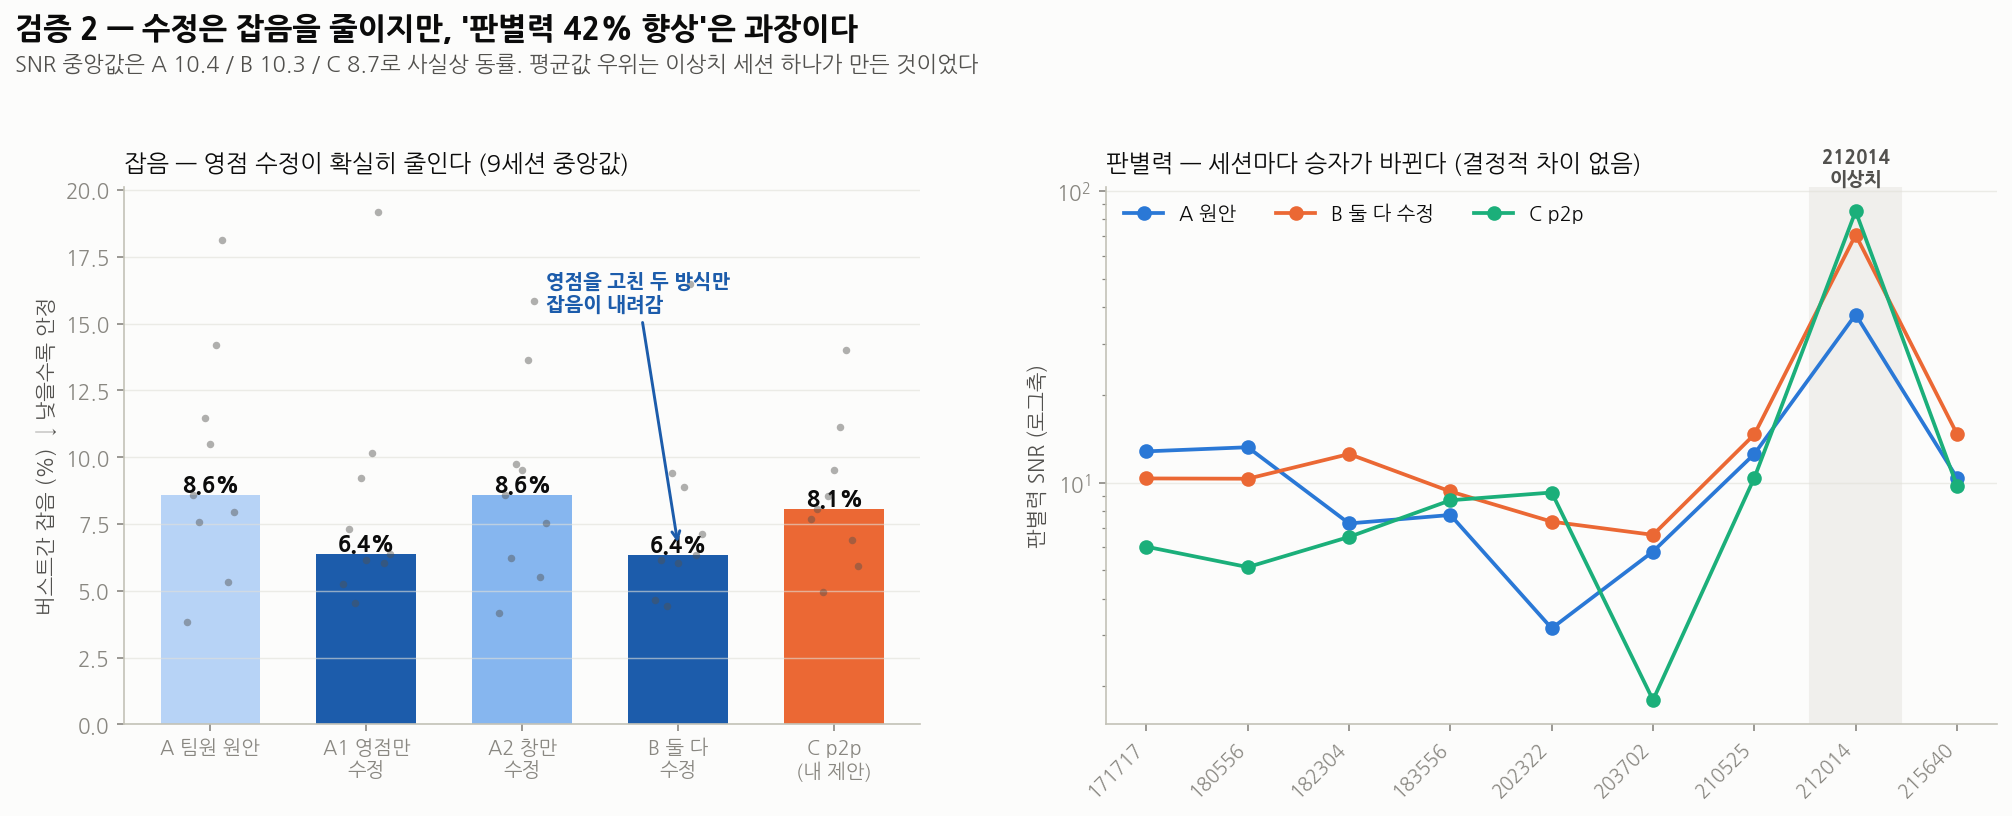 검증 2 — 수정은 잡음을 줄이지만, '판별력 42% 향상'은 과장이다
SNR 중앙값은 A 10.4 / B 10.3 / C 8.7로 사실상 동률. 평균값 우위는 이상치 세션 하나가 만든 것이었다
잡음 — 영점 수정이 확실히 줄인다 (9세션 중앙값)
버스트간 잡음 (%) ↓ 낮을수록 안정
20.0
17.5
15.0
12.5
10.0
7.5
5.0
2.5
0.0
영점을 고친 두 방식만
잡음이 내려감
8.6%
6.4%
8.6%
6.4%
8.1%
A 팀원 원안
A1 영점만
수정
A2 창만
수정
B 둘 다
수정
C p2p
(내 제안)
판별력 — 세션마다 승자가 바뀐다 (결정적 차이 없음)
212014
이상치
판별력 SNR (로그축)
10²
10¹
A 원안
B 둘 다 수정
C p2p
171717
180556
182304
183556
202322
203702
210525
212014
215640